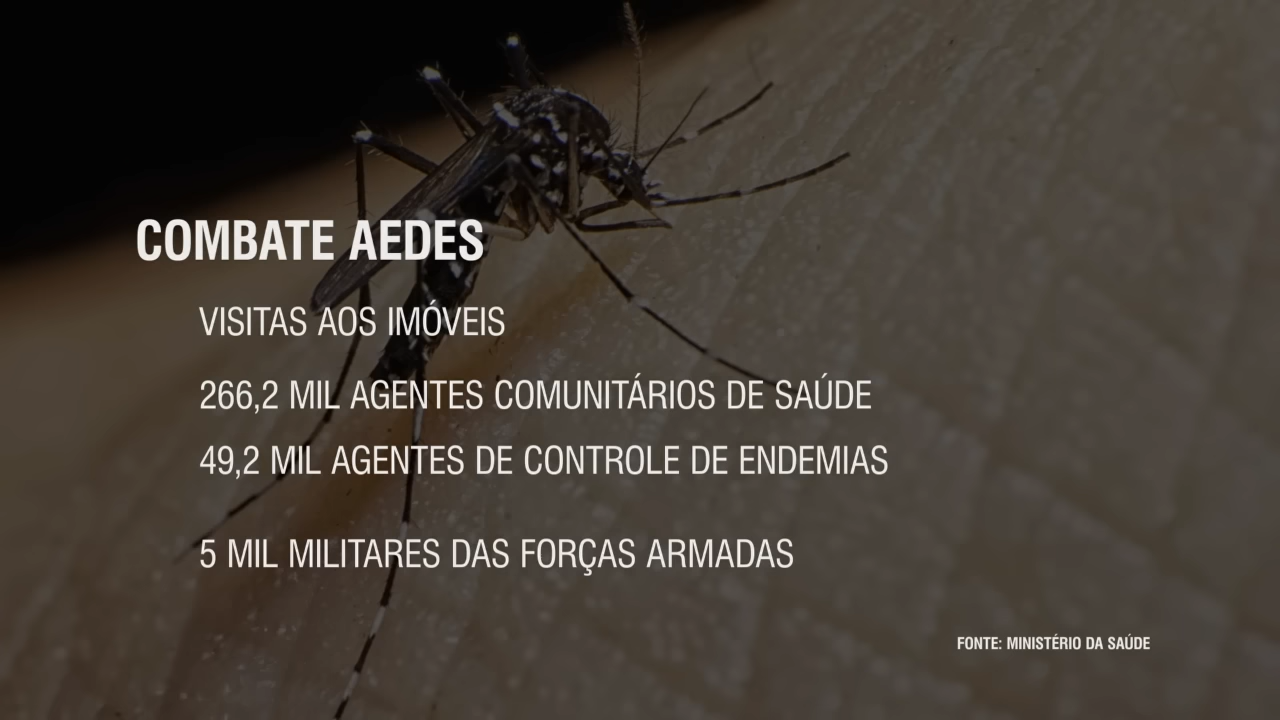 COMBATE AEDES
VISITAS AOS IMÓVEIS
266,2 MIL AGENTES COMUNITÁRIOS DE SAÚDE
49,2 MIL AGENTES DE CONTROLE DE ENDEMIAS
5 MIL MILITARES DAS FORÇAS ARMADAS
FONTE: MINISTÉRIO DA SAÚDE